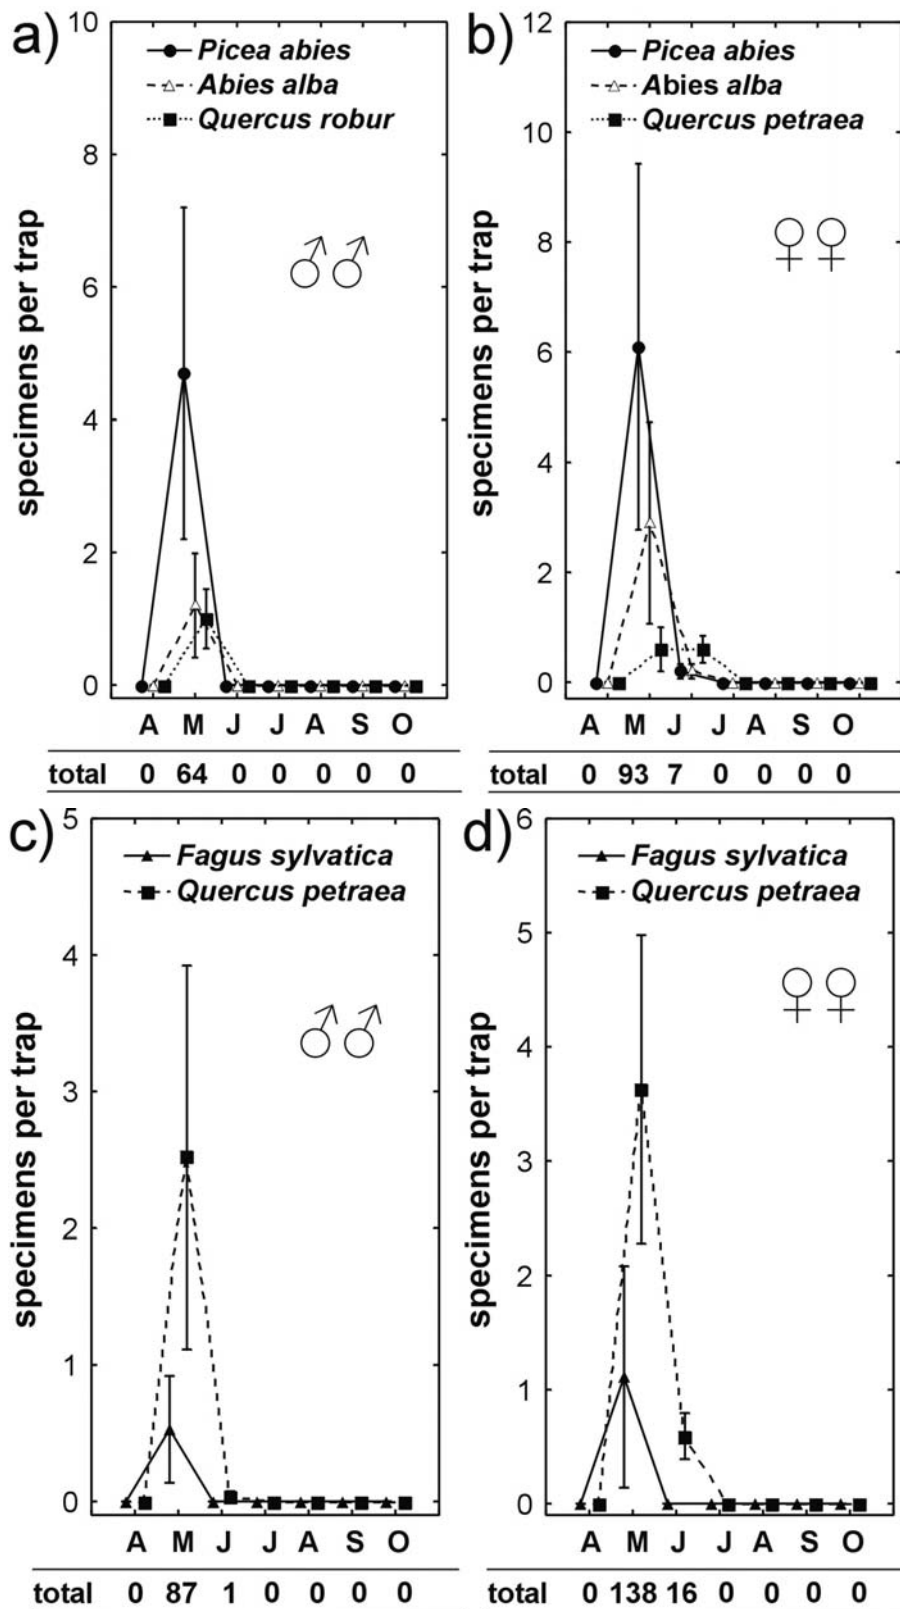 a)
10
8
6
4
2
0
specimens per trap
Picea abies
Abies alba
Quercus robur
♂♂
A M J J A S O
total 0 64 0 0 0 0 0
b)
12
10
8
6
4
2
0
specimens per trap
Picea abies
Abies alba
Quercus petraea
♀♀
A M J J A S O
total 0 93 7 0 0 0 0
c)
5
4
3
2
1
0
specimens per trap
Fagus sylvatica
Quercus petraea
♂♂
A M J J A S O
total 0 87 1 0 0 0 0
d)
6
5
4
3
2
1
0
specimens per trap
Fagus sylvatica
Quercus petraea
♀♀
A M J J A S O
total 0 138 16 0 0 0 0